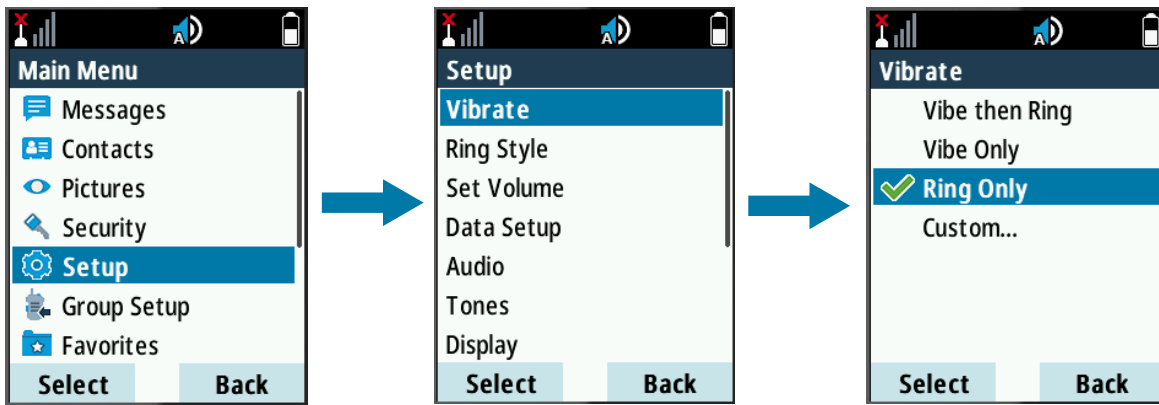 A
Main Menu
Messages
Contacts
Pictures
Security
Setup
Group Setup
Favorites
Select Back
A
Setup
Vibrate
Ring Style
Set Volume
Data Setup
Audio
Tones
Display
Select Back
A
Vibrate
Vibe then Ring
Vibe Only
Ring Only
Custom...
Select Back